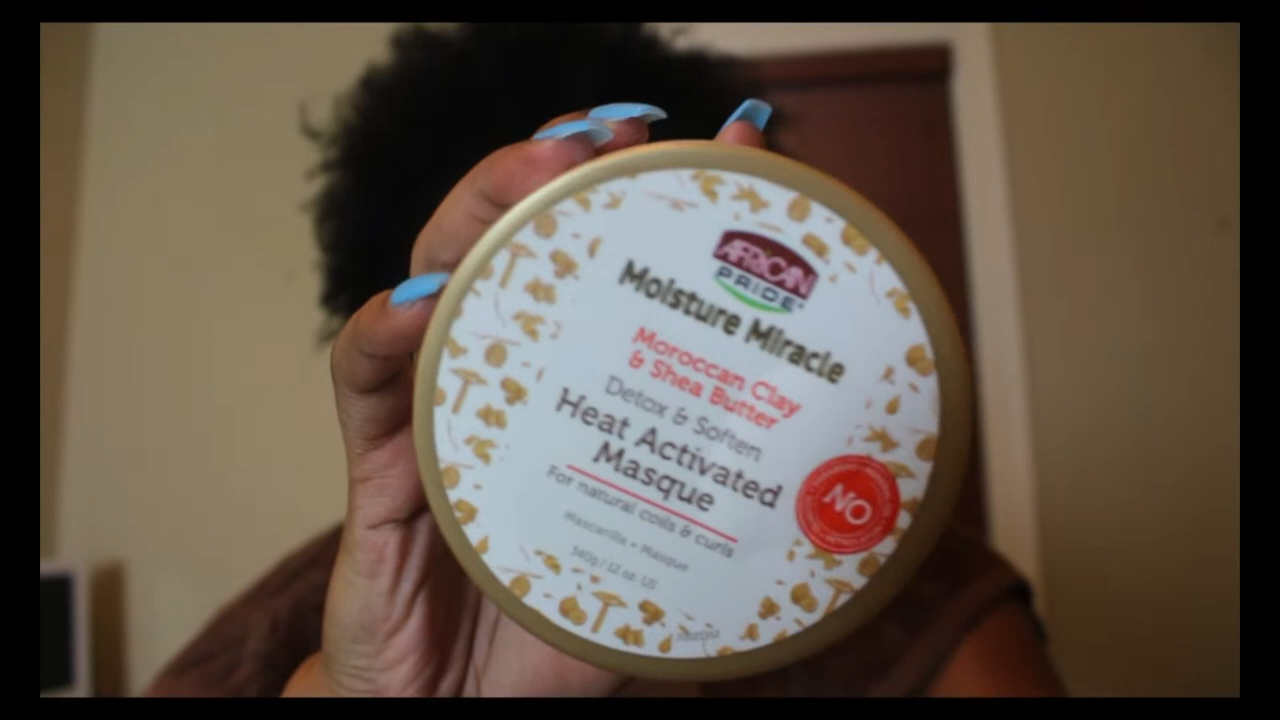 AFRICAN
PRIDE
Moisture Miracle
Moroccan Clay
& Shea Butter
Detox & Soften
Heat Activated
Masque
For natural coils & curls
Mascarilla • Masque
340g / 12 oz. US
NO